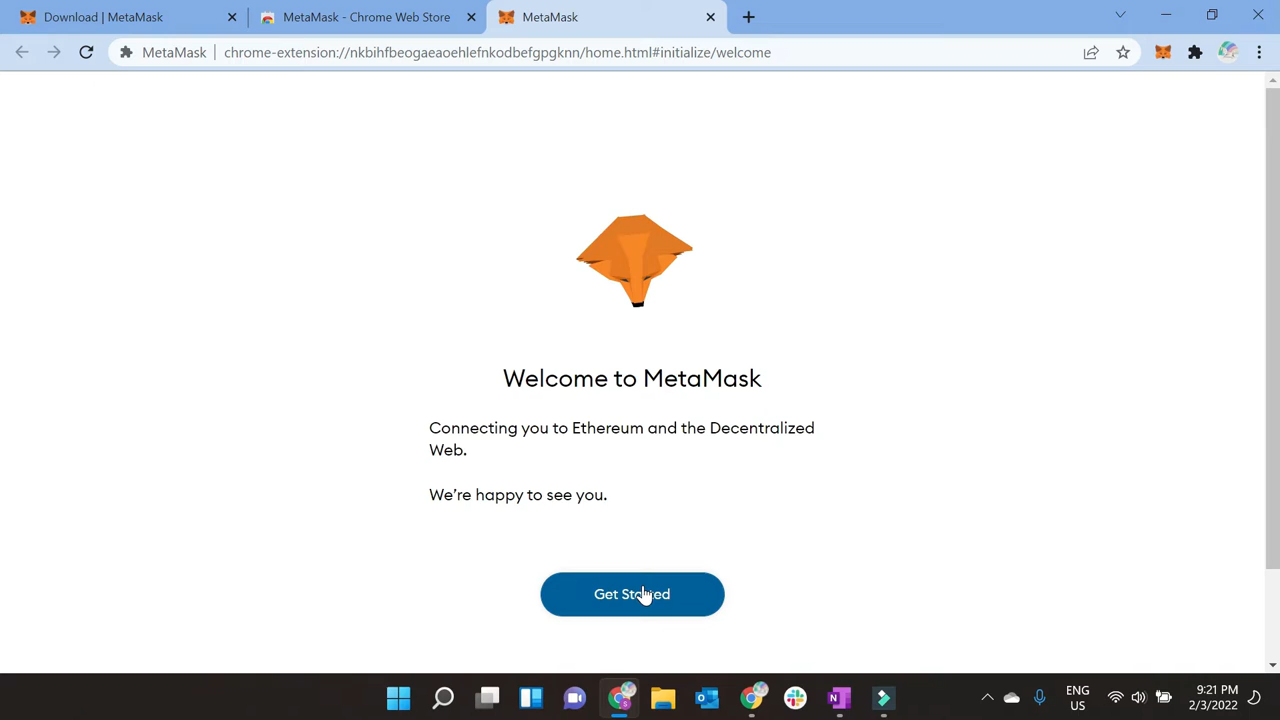 Download | MetaMask
MetaMask - Chrome Web Store
MetaMask
MetaMask
chrome-extension://nkbihfbeogaeaoehlefnkodbefgpgknn/home.html#initialize/welcome
Welcome to MetaMask
Connecting you to Ethereum and the Decentralized
Web.
We're happy to see you.
Get Started
ENG
US
9:21 PM
2/3/2022